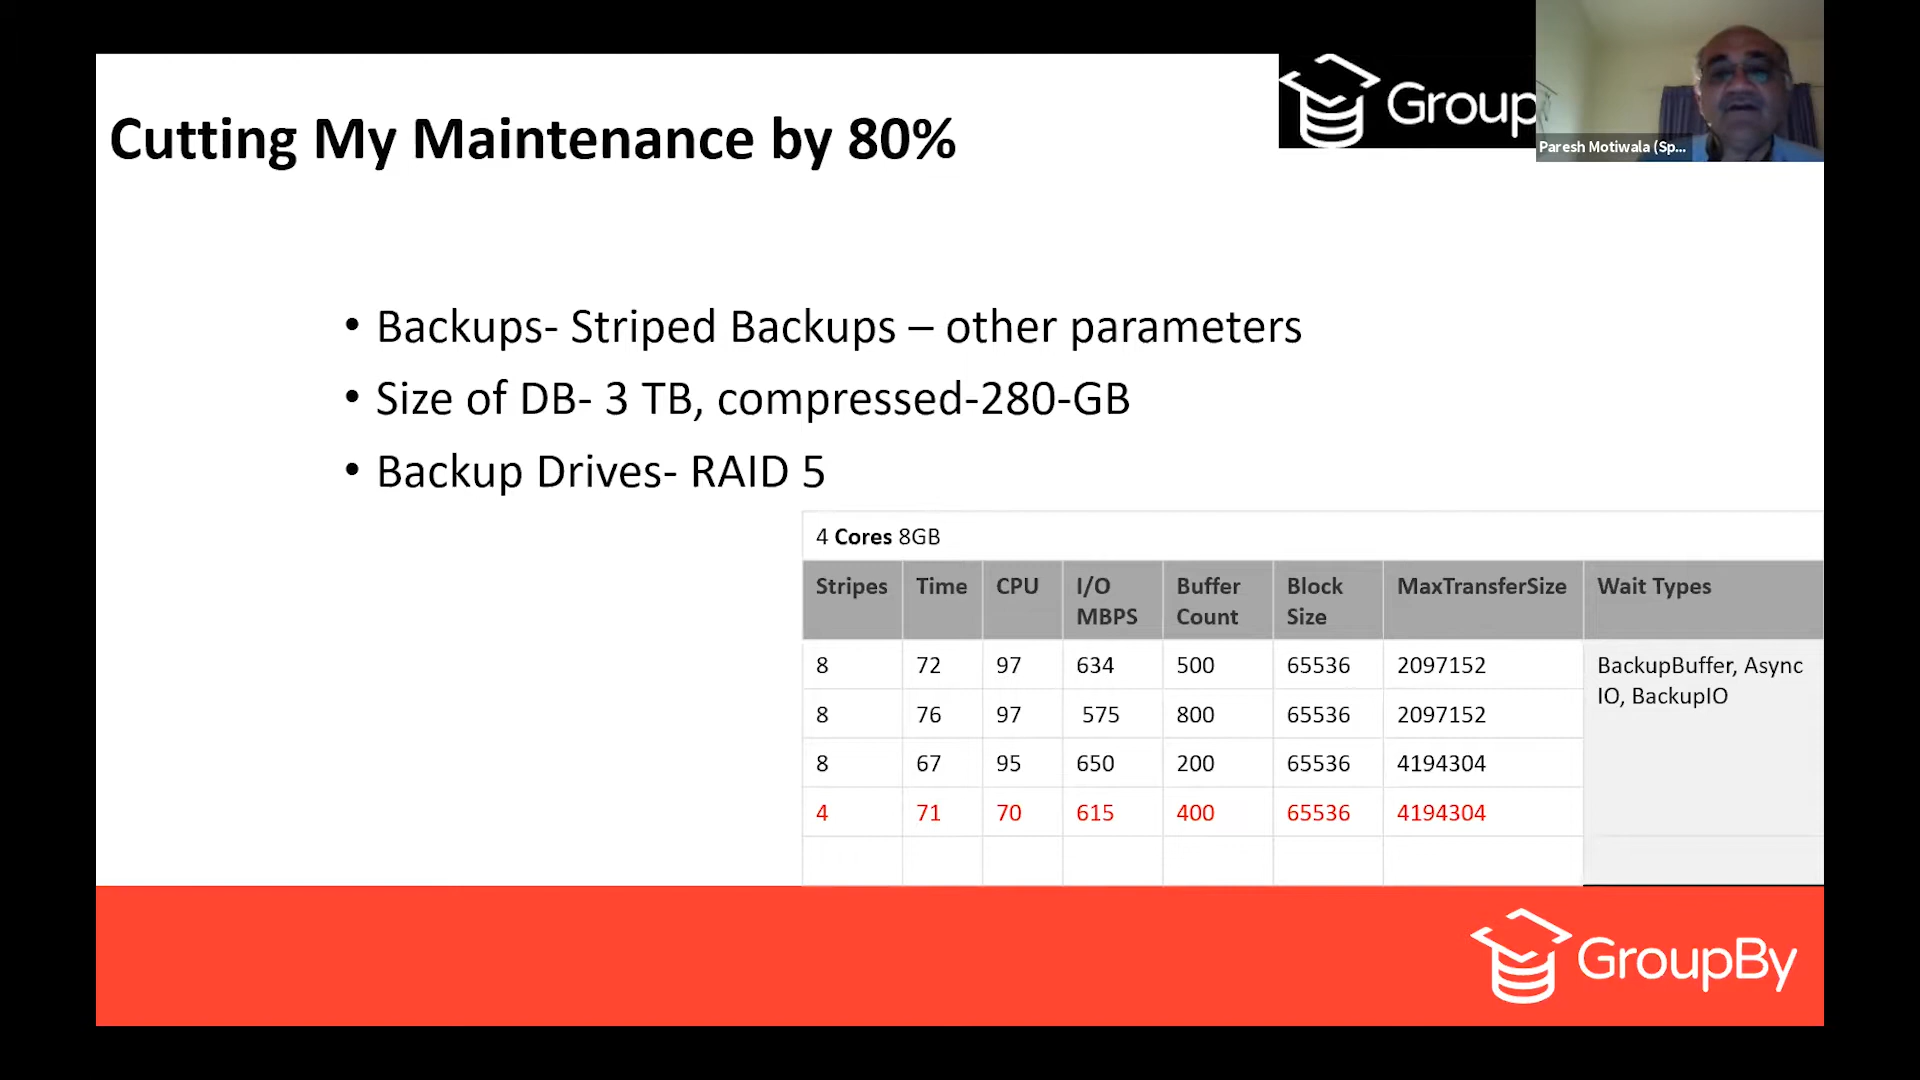 Cutting My Maintenance by 80%
Group
Paresh Motiwala (Sp...
• Backups- Striped Backups – other parameters
• Size of DB- 3 TB, compressed-280-GB
• Backup Drives- RAID 5
4 Cores 8GB
Stripes Time CPU I/O MBPS Buffer Count Block Size MaxTransferSize Wait Types
8 72 97 634 500 65536 2097152 BackupBuffer, Async IO, BackupIO
8 76 97 575 800 65536 2097152
8 67 95 650 200 65536 4194304
4 71 70 615 400 65536 4194304
GroupBy